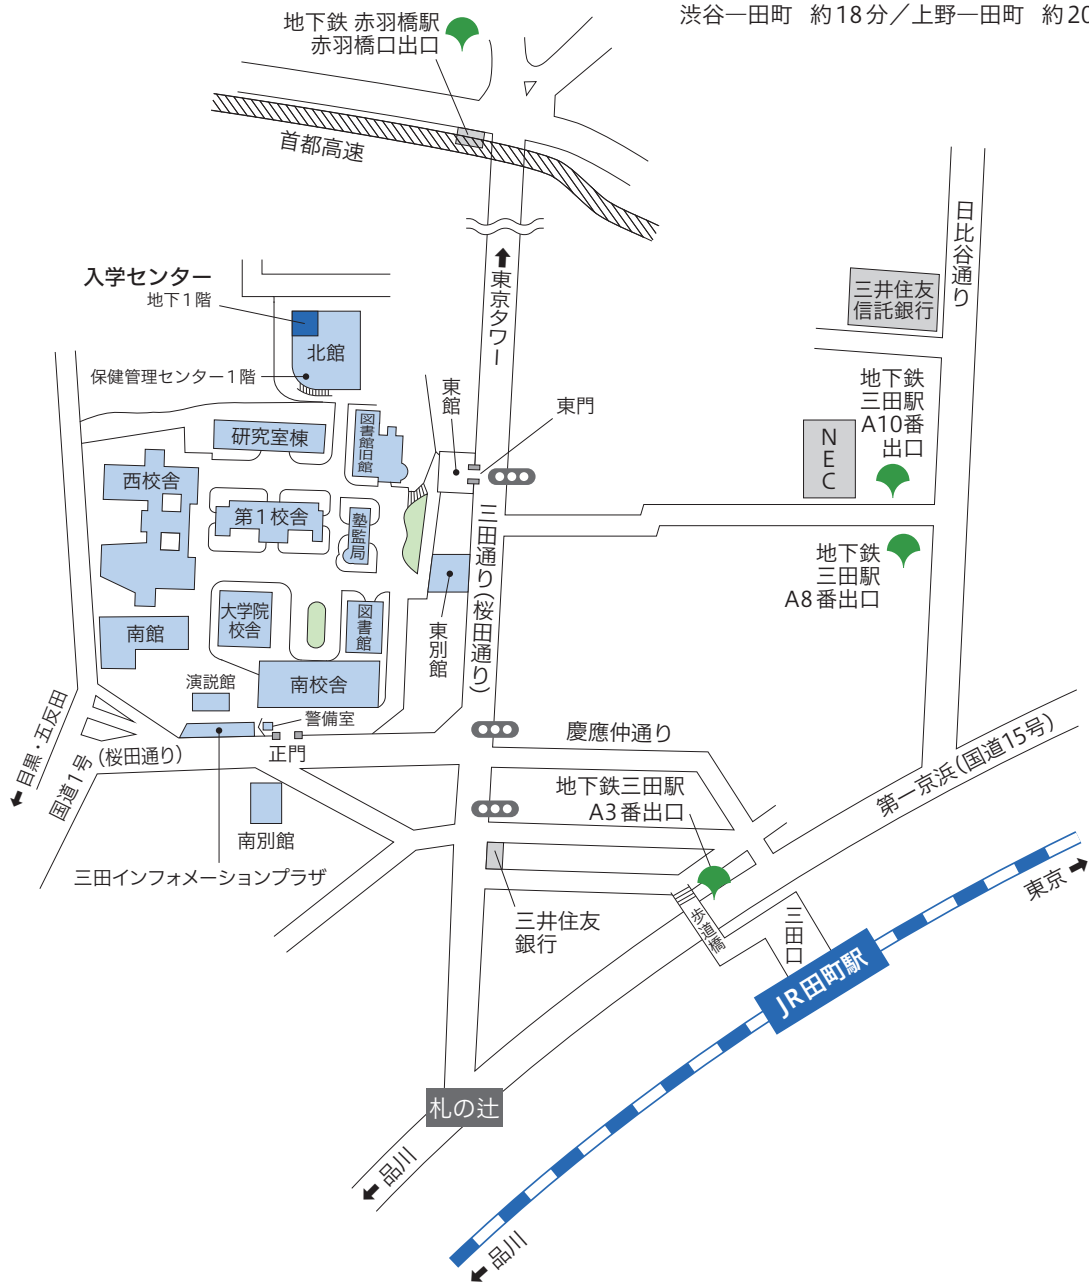 渋谷―田町 約18分／上野―田町 約20
地下鉄 赤羽橋駅
赤羽橋口出口
首都高速
日比谷通り
入学センター
地下1階
東京タワー
三井住友
信託銀行
北館
保健管理センター1階
地下鉄
三田駅
A10番
出口
東館
東門
図書館旧館
研究室棟
NEC
西校舎
第1校舎
塾監局
三田通り(桜田通り)
地下鉄
三田駅
A8番出口
大学院
校舎
図書館
南館
東別館
演説館
南校舎
警備室
正門
慶應仲通り
目黒・五反田
国道1号
(桜田通り)
第一京浜(国道15号)
地下鉄三田駅
A3番出口
南別館
三田インフォメーションプラザ
東京
三井住友
銀行
歩道橋
三田口
JR田町駅
札の辻
品川
品川